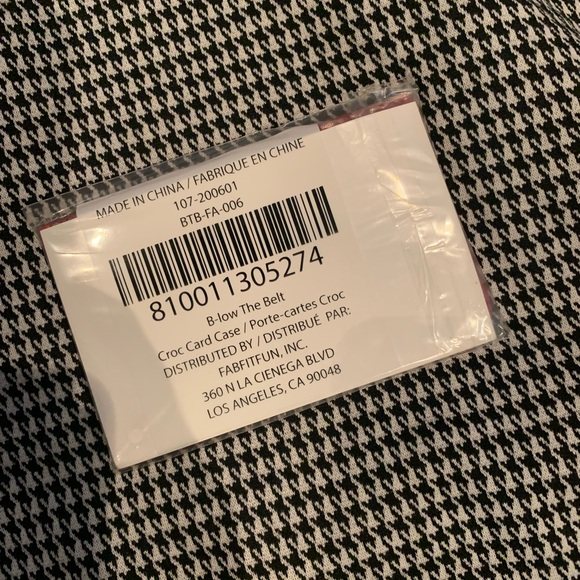 MADE IN CHINA / FABRIQUE EN CHINE
107-200601
BTB-FA-006
810011305274
B-low The Belt
Croc Card Case / Porte-cartes Croc
DISTRIBUTED BY / DISTRIBUÉ PAR:
FABFITFUN, INC.
360 N LA CIENEGA BLVD
LOS ANGELES, CA 90048